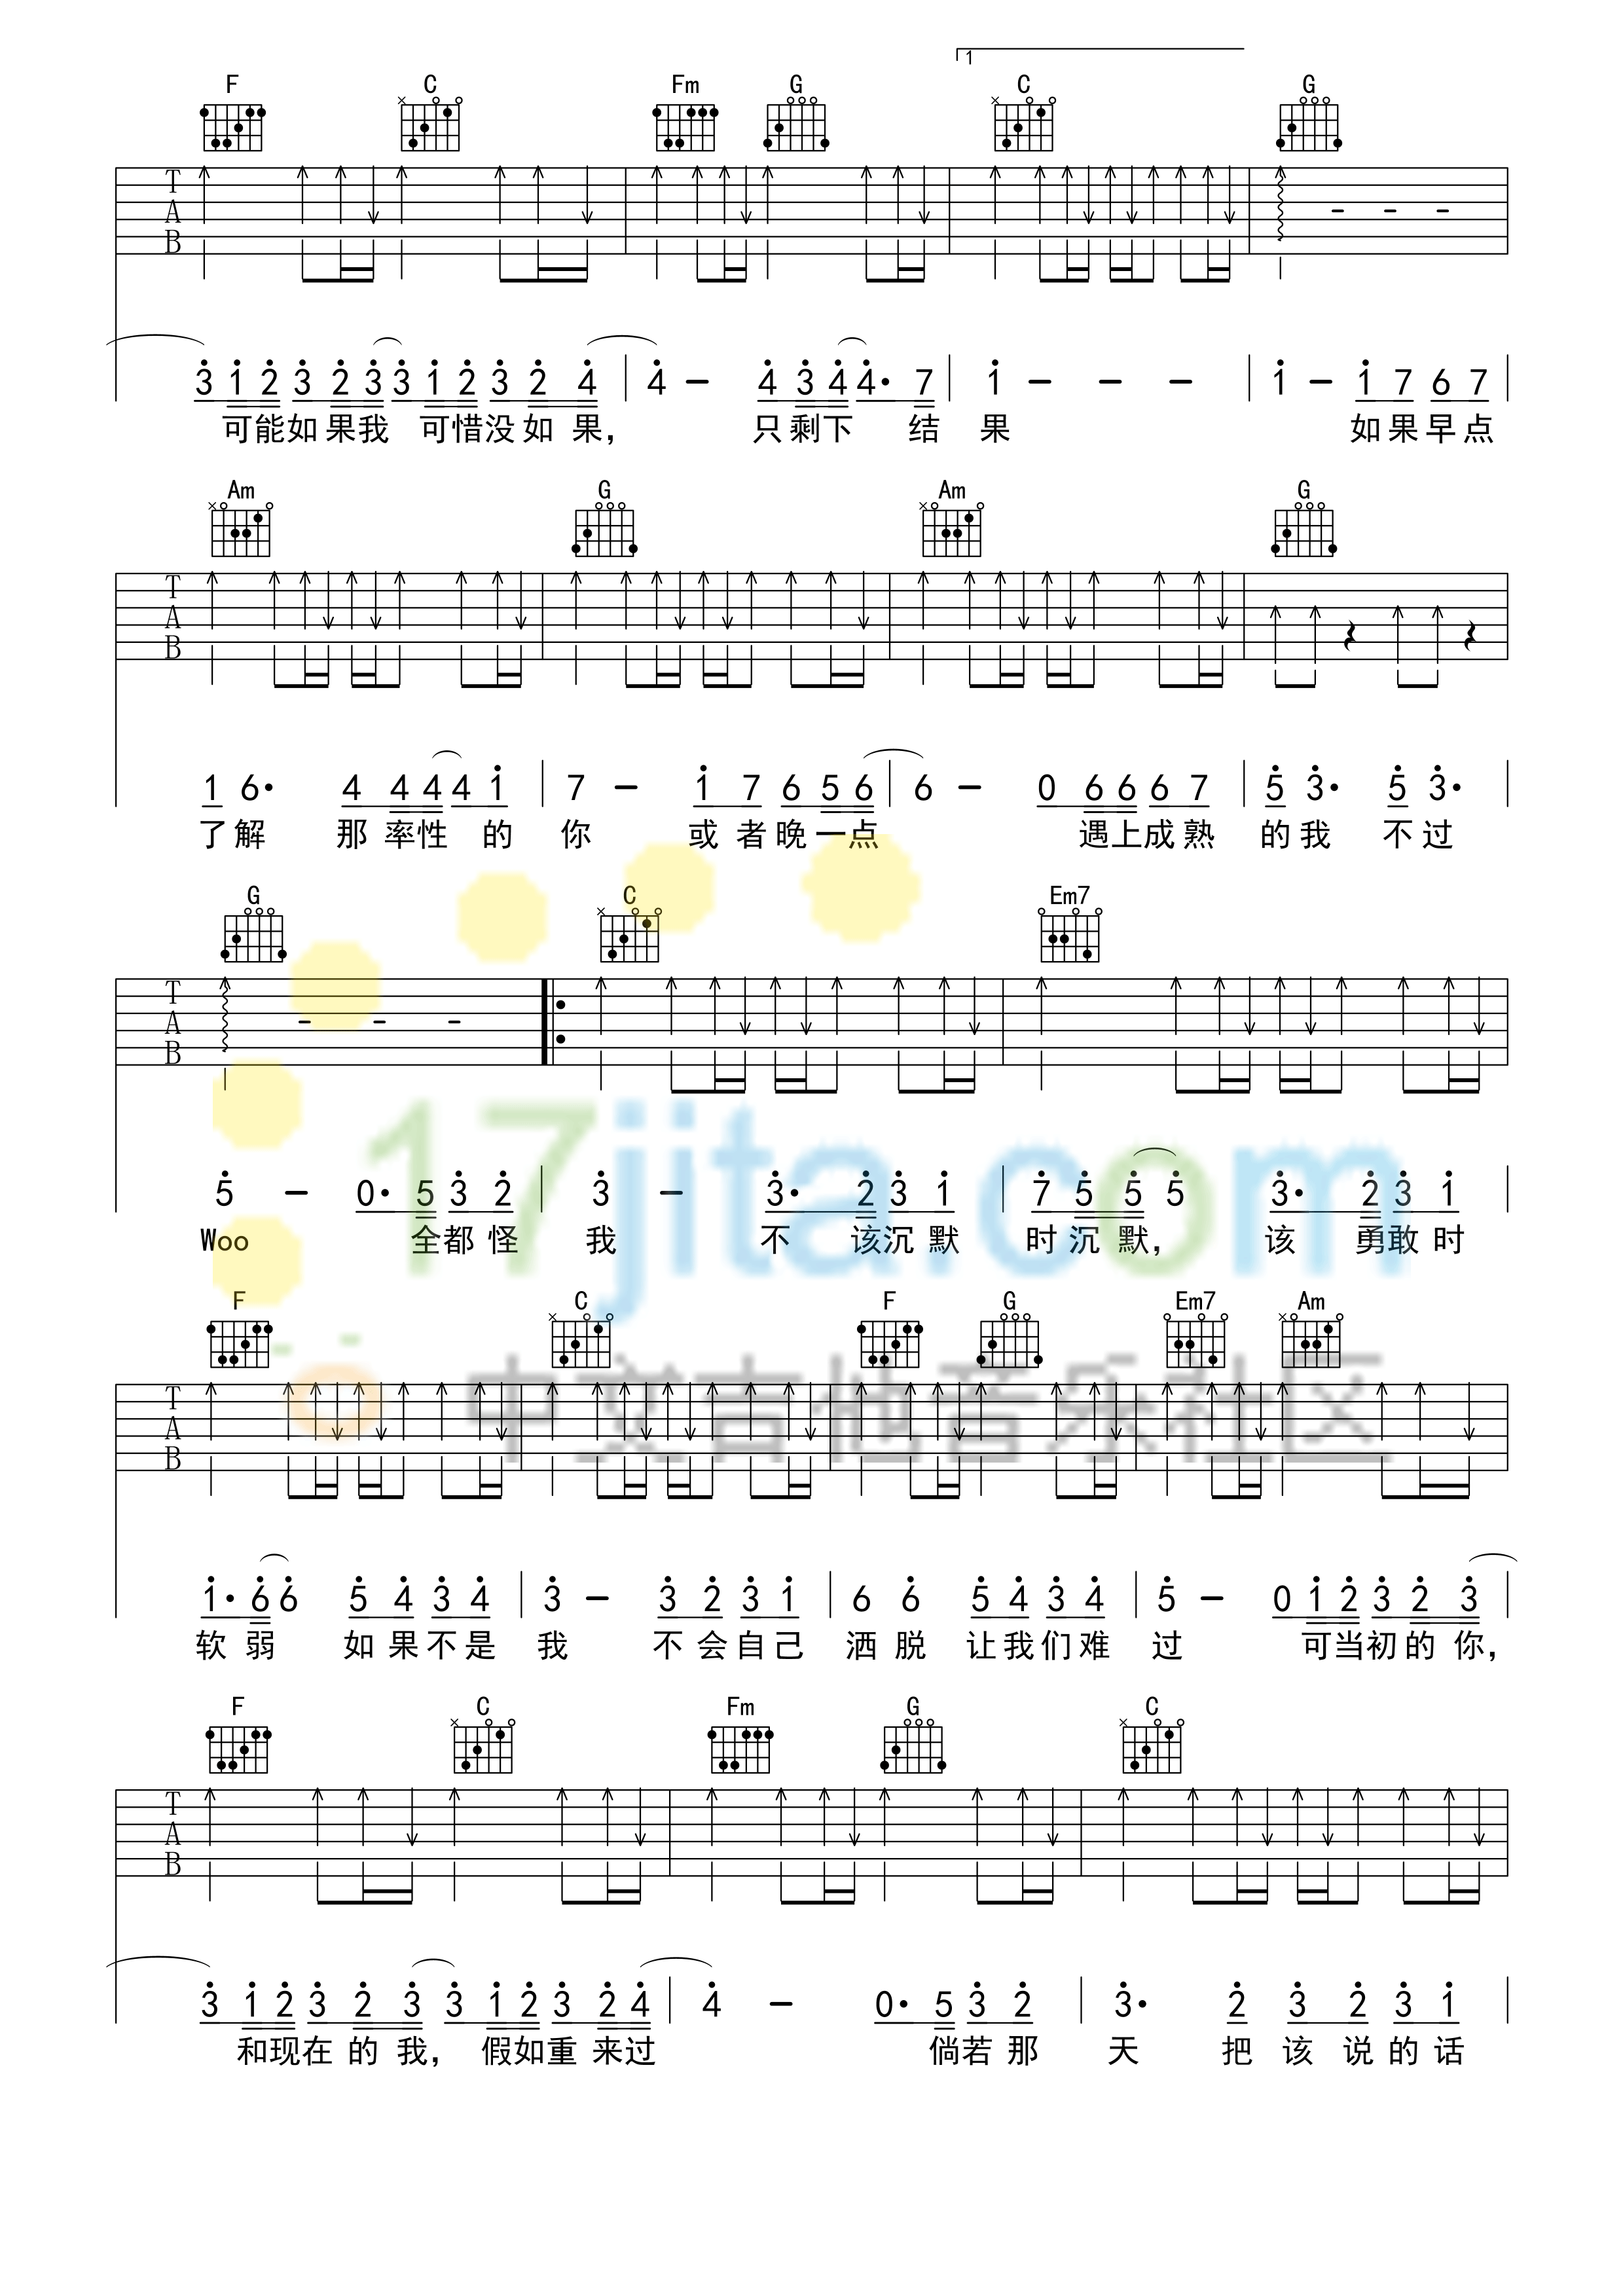 1
F C Fm G C G
T A B
3 1 2 3 2 3 3 1 2 3 2 4 | 4 - 4 3 4 4· 7 | 1 - - - | 1 - 1 7 6 7 |
可能如果我 可惜没如果, 只剩下 结果 如果早点
Am G Am G
T A B
1 6· 4 4 4 4 1 | 7 - 1 7 6 5 6 | 6 - 0 6 6 6 7 | 5 3· 5 3· |
了解 那率性的你 或者晚一点 遇上成熟的我 不过
G C Em7
T A B
5 - 0· 5 3 2 | 3 - 3· 2 3 1 | 7 5 5 5 3· 2 3 1 |
Woo 全都怪我 不该沉默时沉默, 该勇敢时
17jita.com
F C F G Em7 Am
中文吉他音乐社区
T A B
1· 6 6 5 4 3 4 | 3 - 3 2 3 1 | 6 6 5 4 3 4 | 5 - 0 1 2 3 2 3 |
软弱 如果不是我 不会自己洒脱 让我们难过 可当初的你,
F C Fm G C
T A B
3 1 2 3 2 3 3 1 2 3 2 4 | 4 - 0· 5 3 2 | 3· 2 3 2 3 1 |
和现在的我, 假如重来过 倘若那天 把该说的话